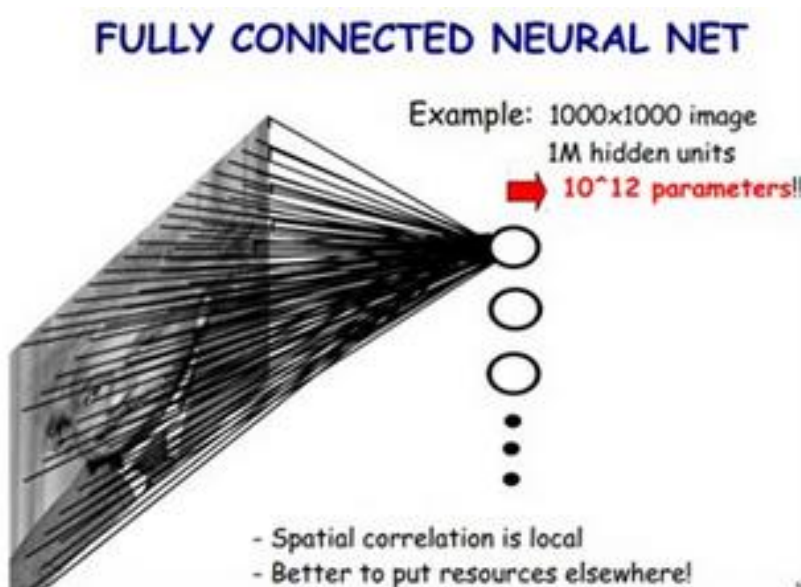 FULLY CONNECTED NEURAL NET
Example: 1000x1000 image
1M hidden units
10^12 parameters!!
- Spatial correlation is local
- Better to put resources elsewhere!